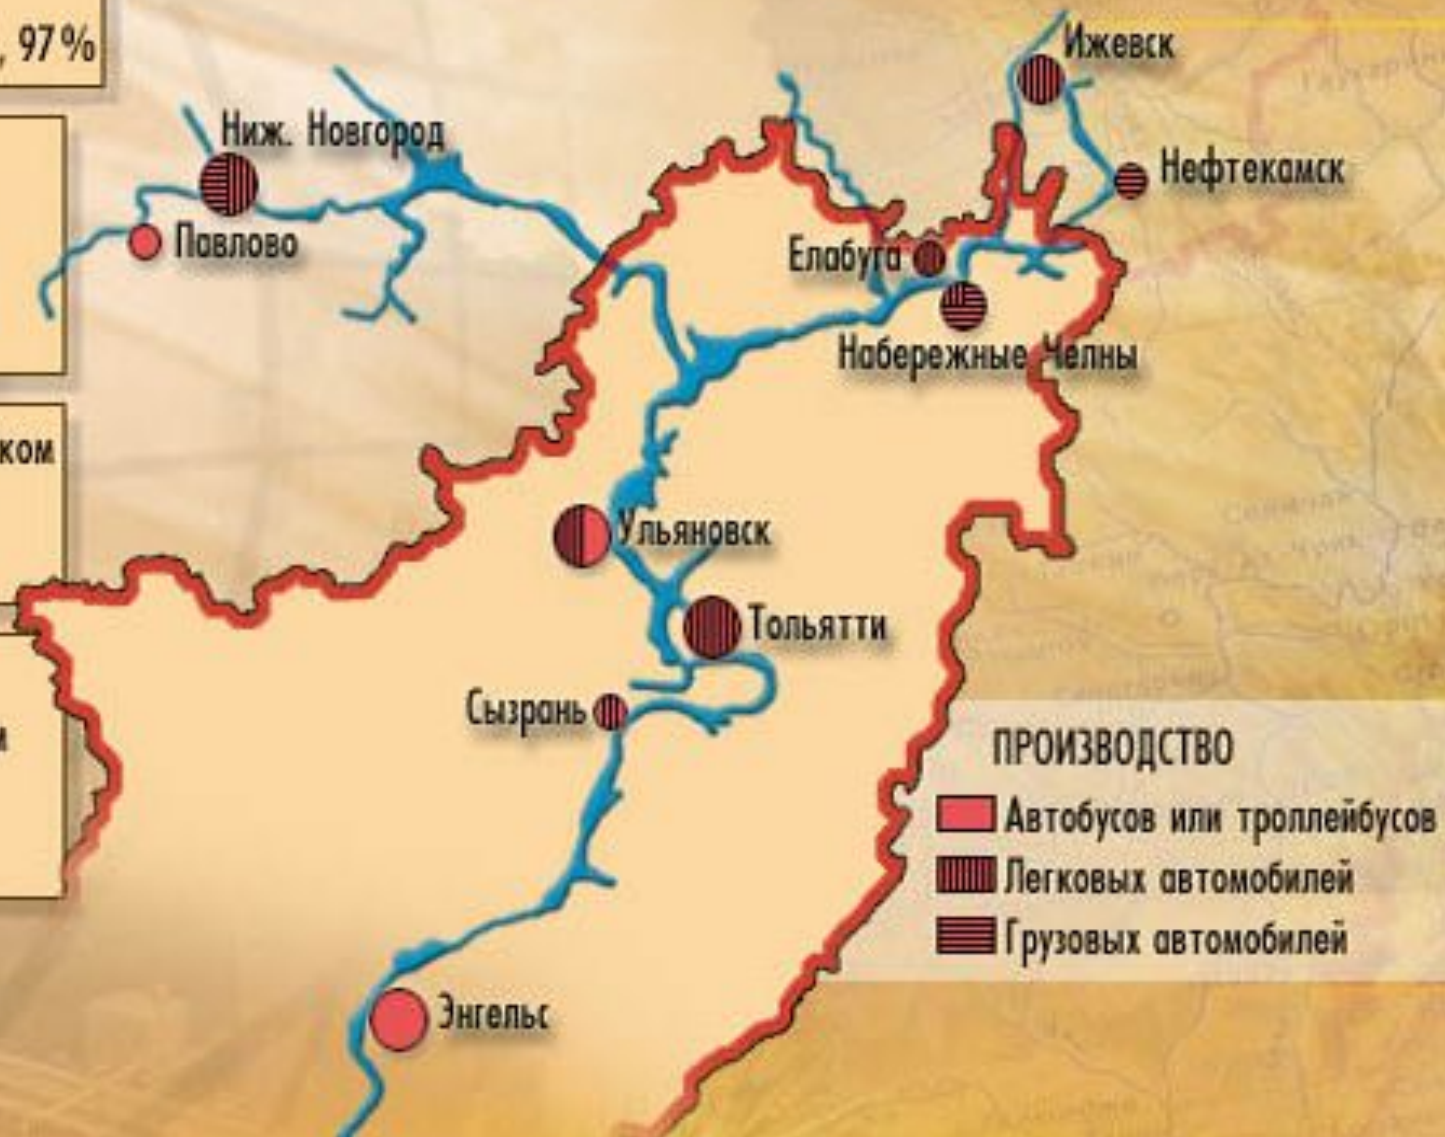 , 97 %
Ижевск
Ниж. Новгород
Нефтекамск
Павлово
Елабуга
Набережные Челны
ком
Ульяновск
Тольятти
Сызрань
ПРОИЗВОДСТВО
Автобусов или троллейбусов
Легковых автомобилей
Грузовых автомобилей
Энгельс